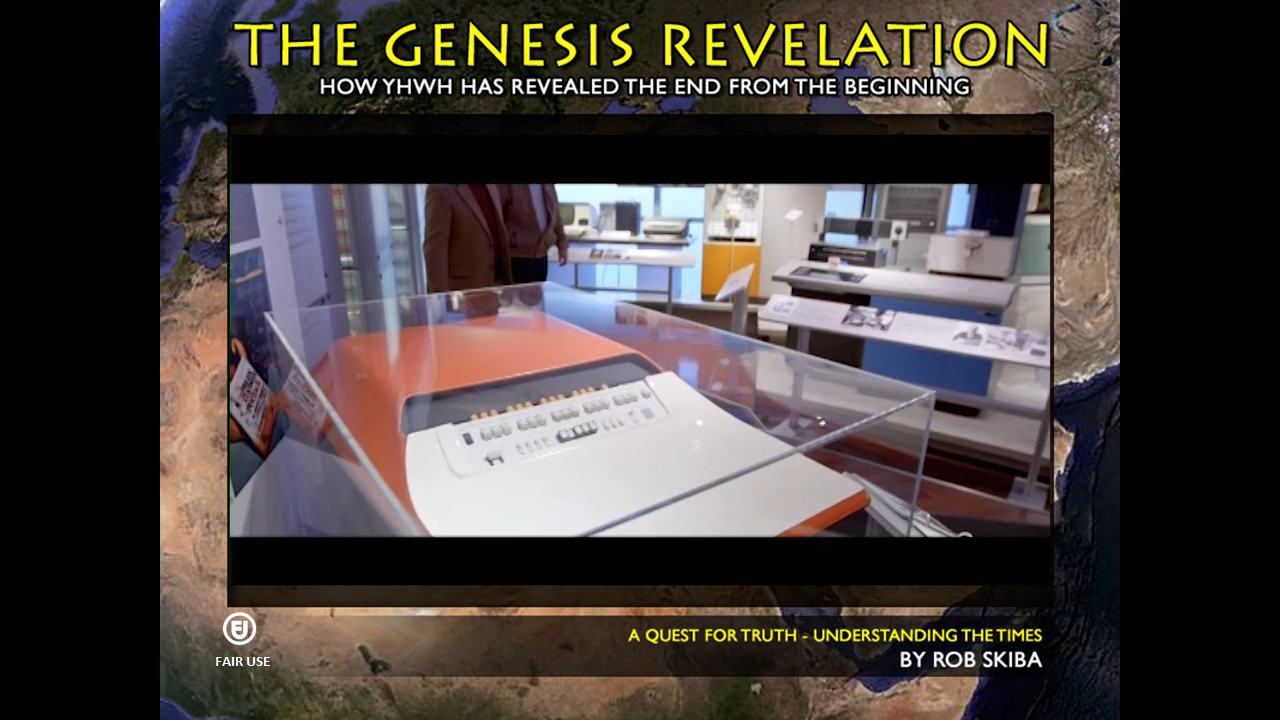 THE GENESIS REVELATION
HOW YHWH HAS REVEALED THE END FROM THE BEGINNING
FAIR USE
A QUEST FOR TRUTH - UNDERSTANDING THE TIMES
BY ROB SKIBA